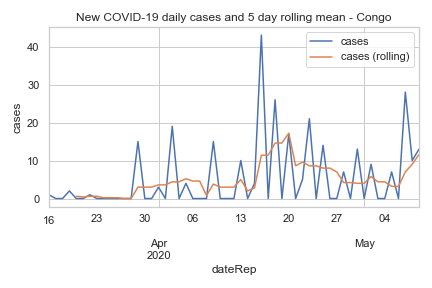 New COVID-19 daily cases and 5 day rolling mean - Congo
cases
cases (rolling)
cases
40
30
20
10
0
16 23 30 06 13 20 27 04
Apr May
2020
dateRep